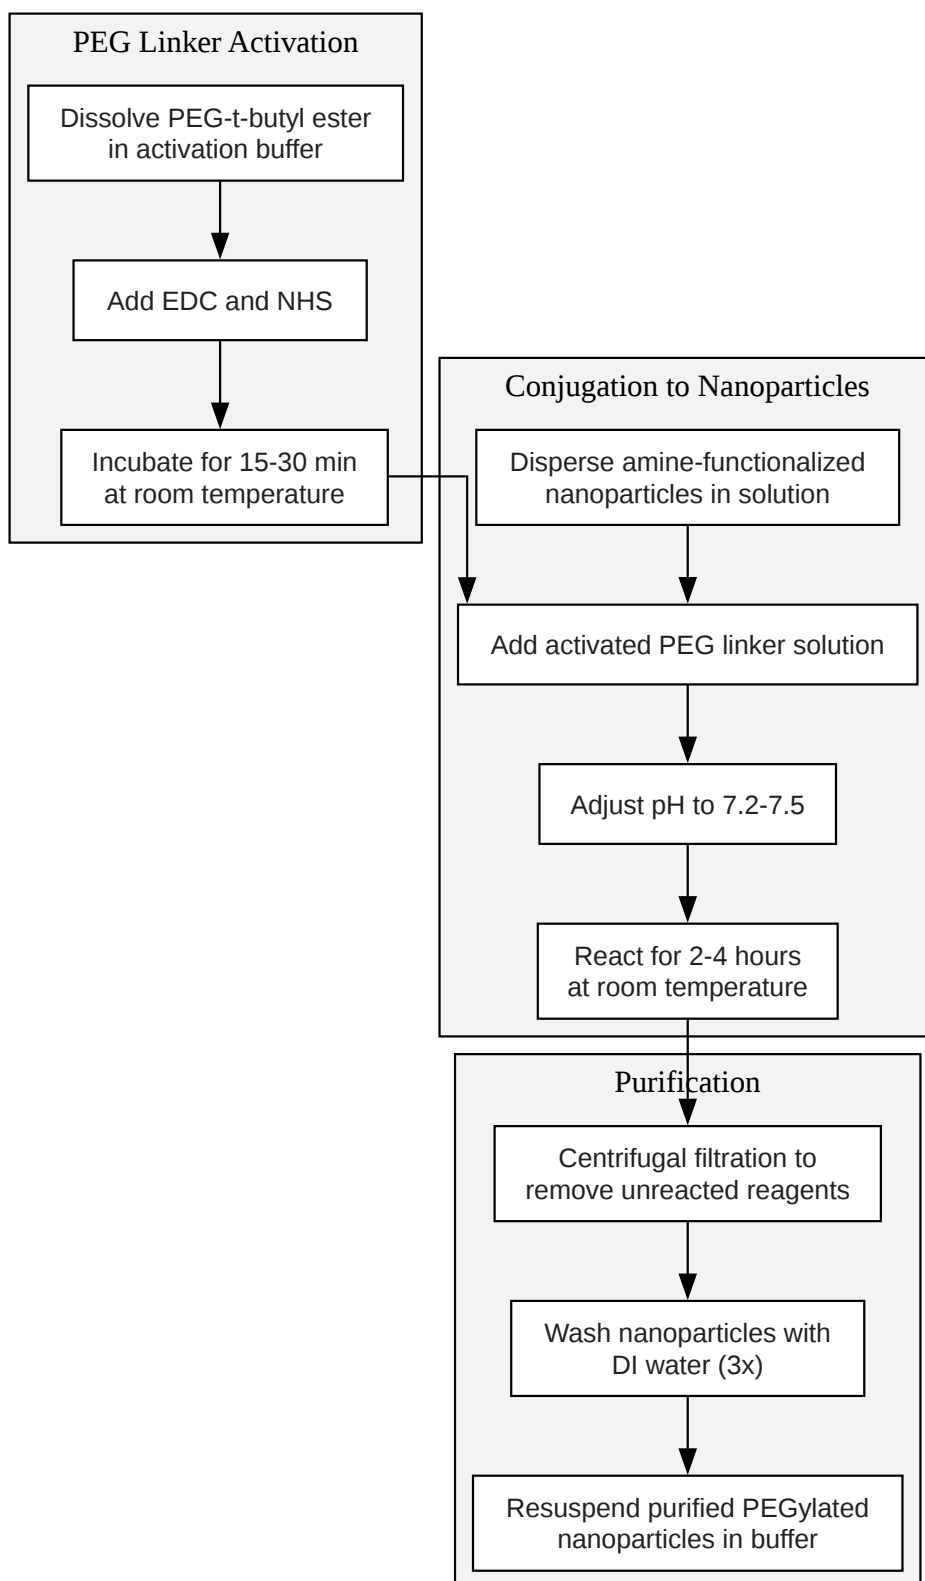 PEG Linker Activation
Dissolve PEG-t-butyl ester
in activation buffer
Add EDC and NHS
Incubate for 15-30 min
at room temperature
Conjugation to Nanoparticles
Disperse amine-functionalized
nanoparticles in solution
Add activated PEG linker solution
Adjust pH to 7.2-7.5
React for 2-4 hours
at room temperature
Purification
Centrifugal filtration to
remove unreacted reagents
Wash nanoparticles with
DI water (3x)
Resuspend purified PEGylated
nanoparticles in buffer